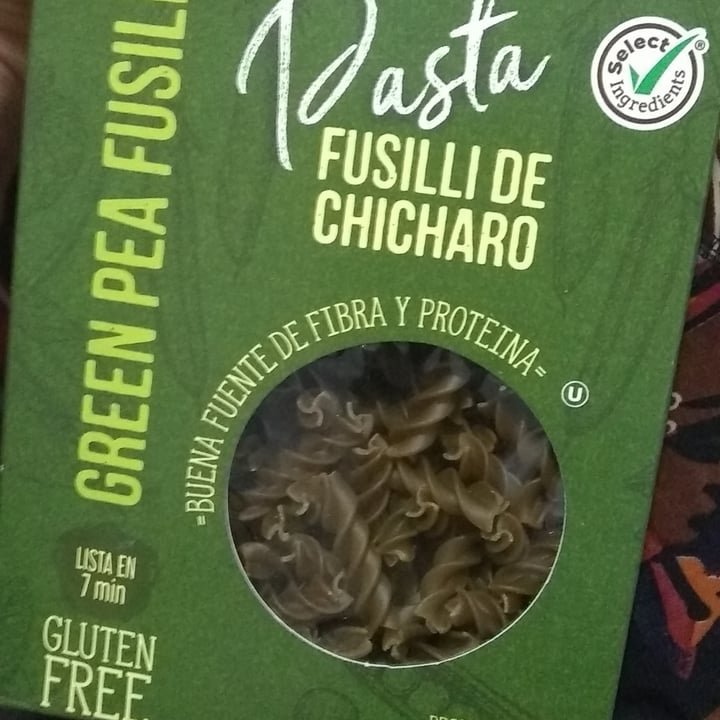 Pasta
FUSILLI DE
CHICHARO
Select
Ingredients
®
GREEN PEA FUSIL
=BUENA FUENTE DE FIBRA Y PROTEINA=
U
LISTA EN
7 min
GLUTEN
FREE